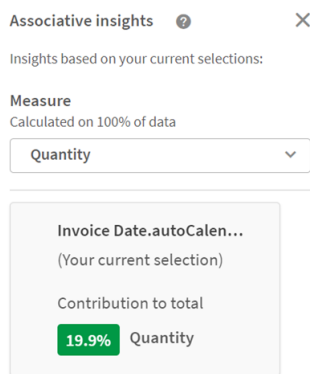 Associative insights ?
Insights based on your current selections:
Measure
Calculated on 100% of data
Quantity
Invoice Date.autoCalen...
(Your current selection)
Contribution to total
19.9% Quantity